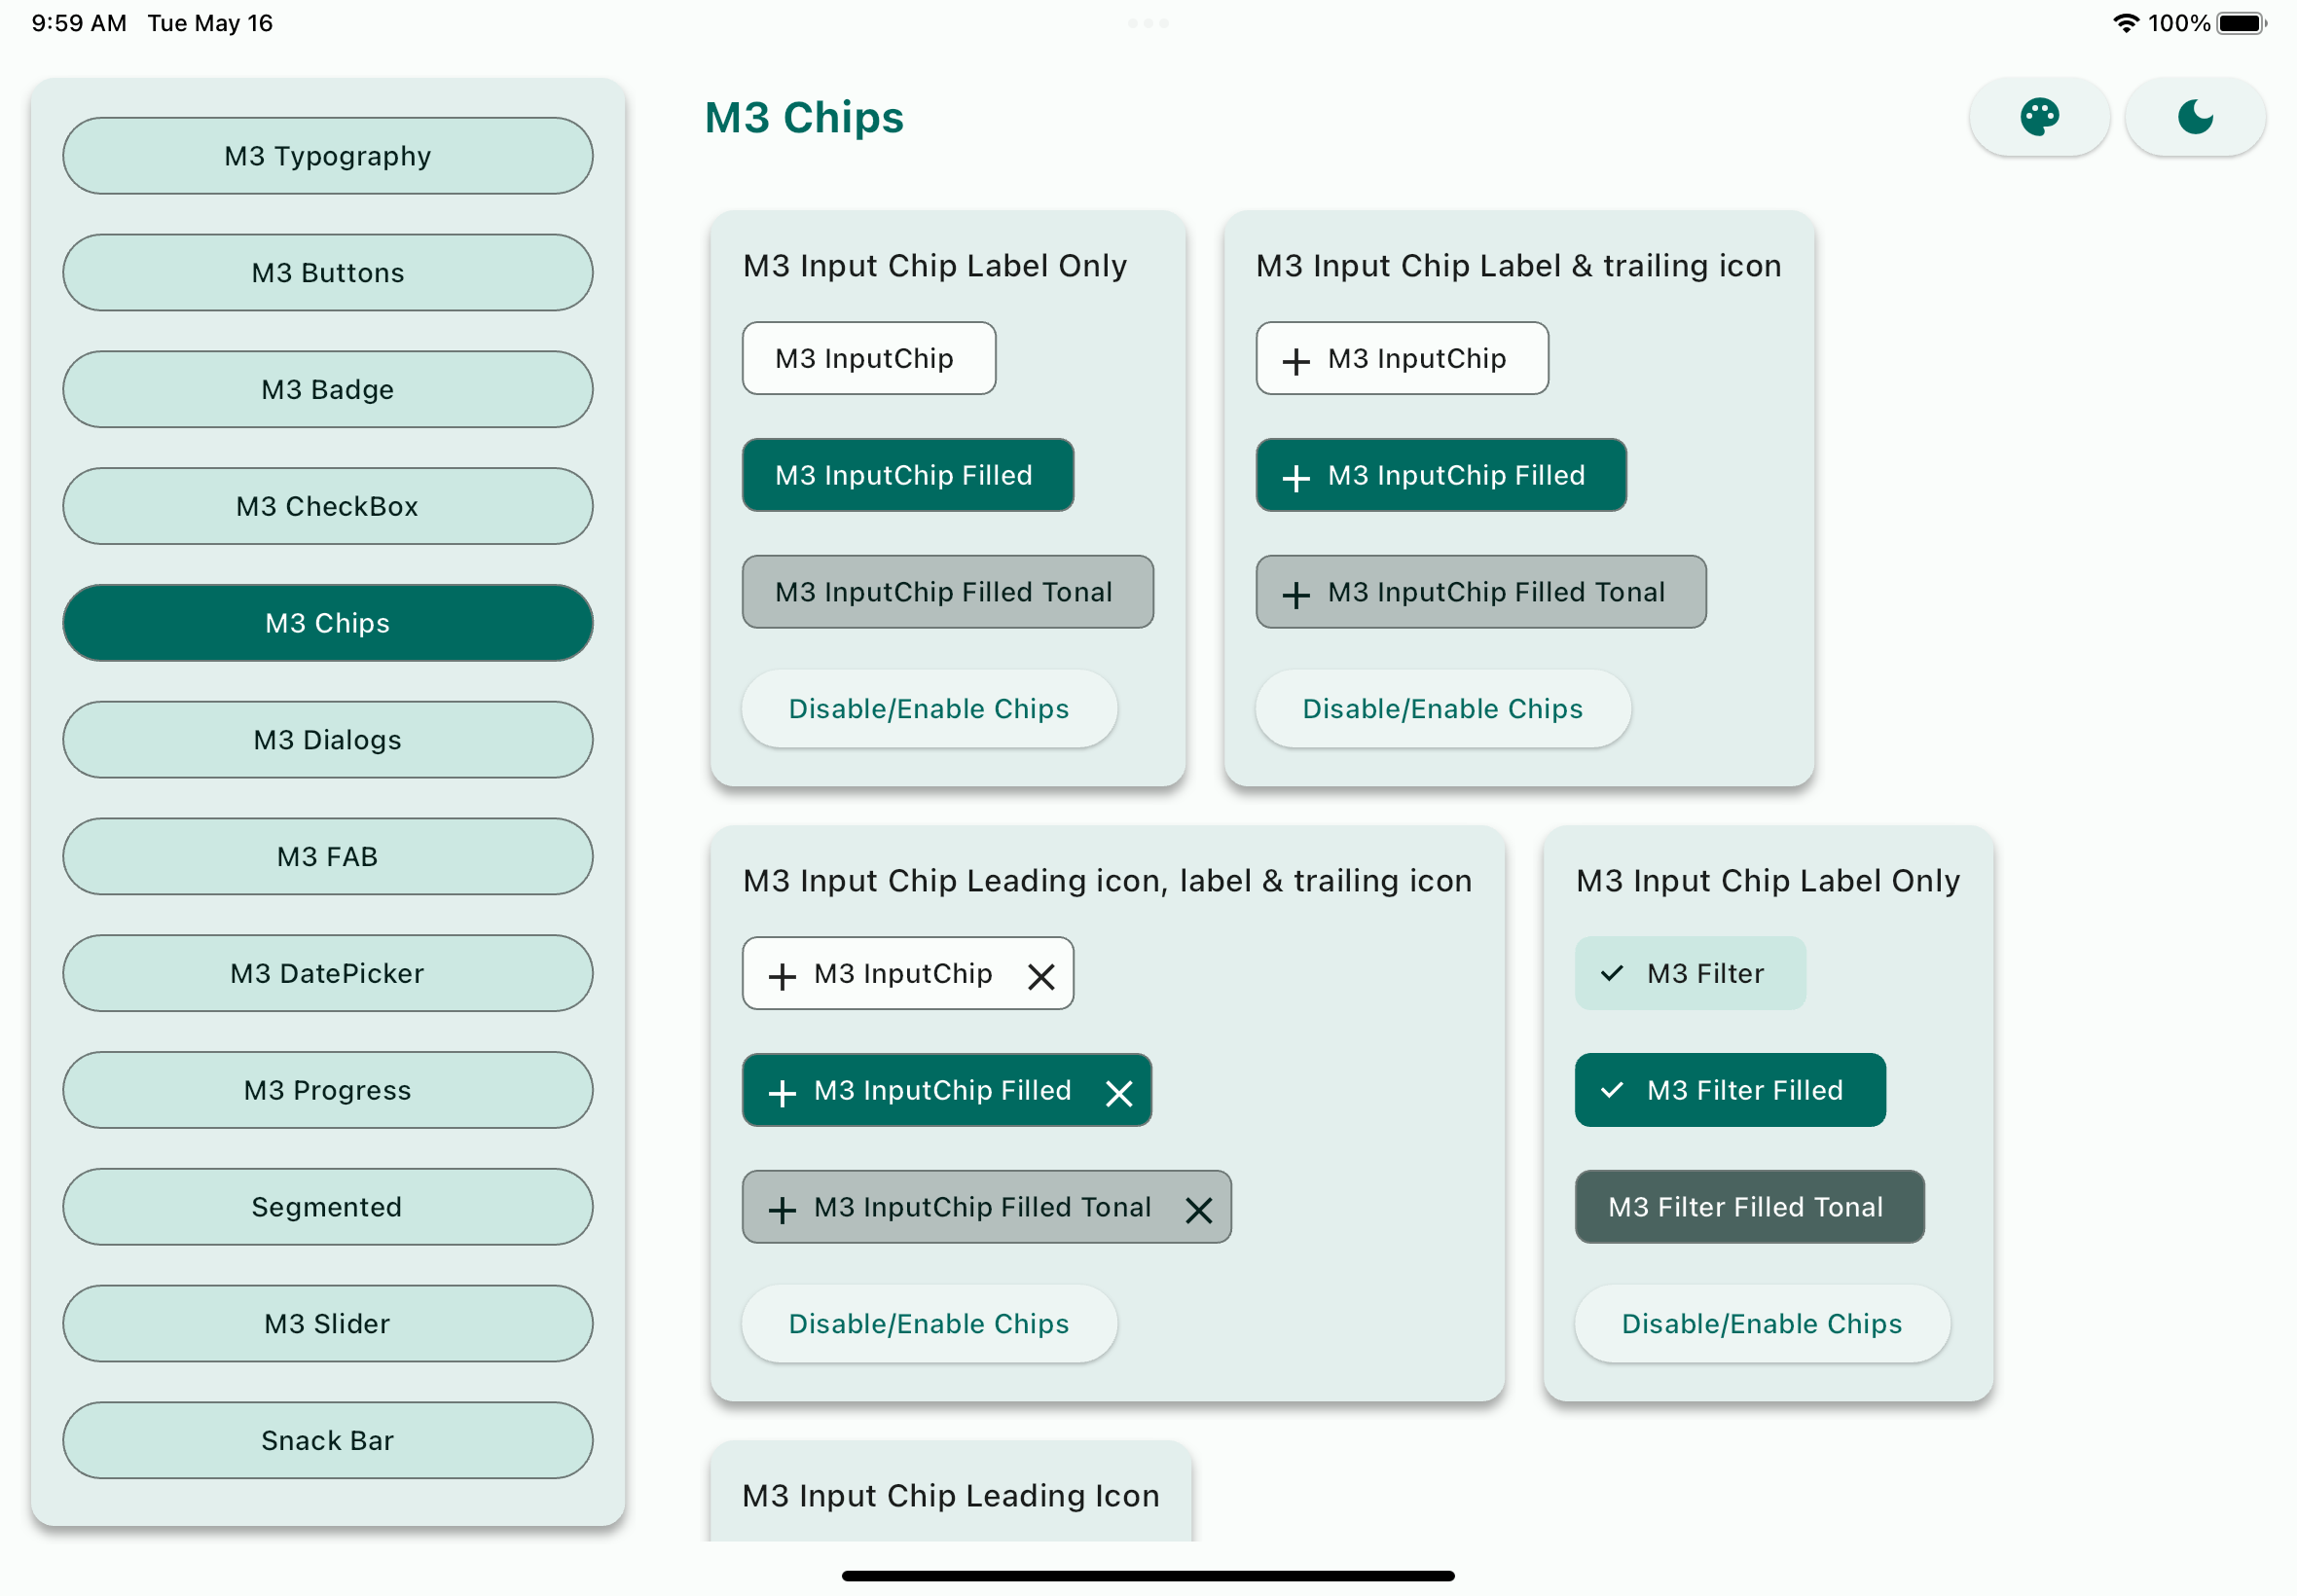 9:59 AM Tue May 16
100%
M3 Typography
M3 Buttons
M3 Badge
M3 CheckBox
M3 Chips
M3 Dialogs
M3 FAB
M3 DatePicker
M3 Progress
Segmented
M3 Slider
Snack Bar
M3 Chips
M3 Input Chip Label Only
M3 InputChip
M3 InputChip Filled
M3 InputChip Filled Tonal
Disable/Enable Chips
M3 Input Chip Label & trailing icon
M3 InputChip
M3 InputChip Filled
M3 InputChip Filled Tonal
Disable/Enable Chips
M3 Input Chip Leading icon, label & trailing icon
M3 InputChip
M3 InputChip Filled
M3 InputChip Filled Tonal
Disable/Enable Chips
M3 Input Chip Label Only
M3 Filter
M3 Filter Filled
M3 Filter Filled Tonal
Disable/Enable Chips
M3 Input Chip Leading Icon